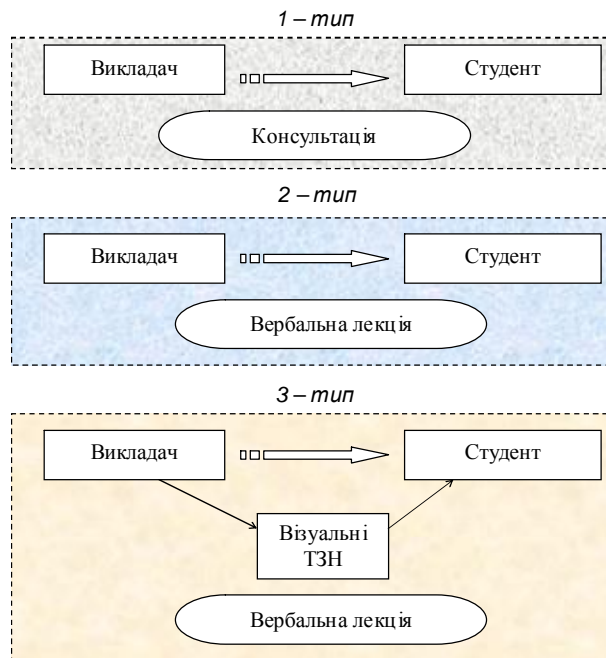 1 – тип
Викладач
Студент
Консультація
2 – тип
Викладач
Студент
Вербальна лекція
3 – тип
Викладач
Студент
Візуальні
ТЗН
Вербальна лекція